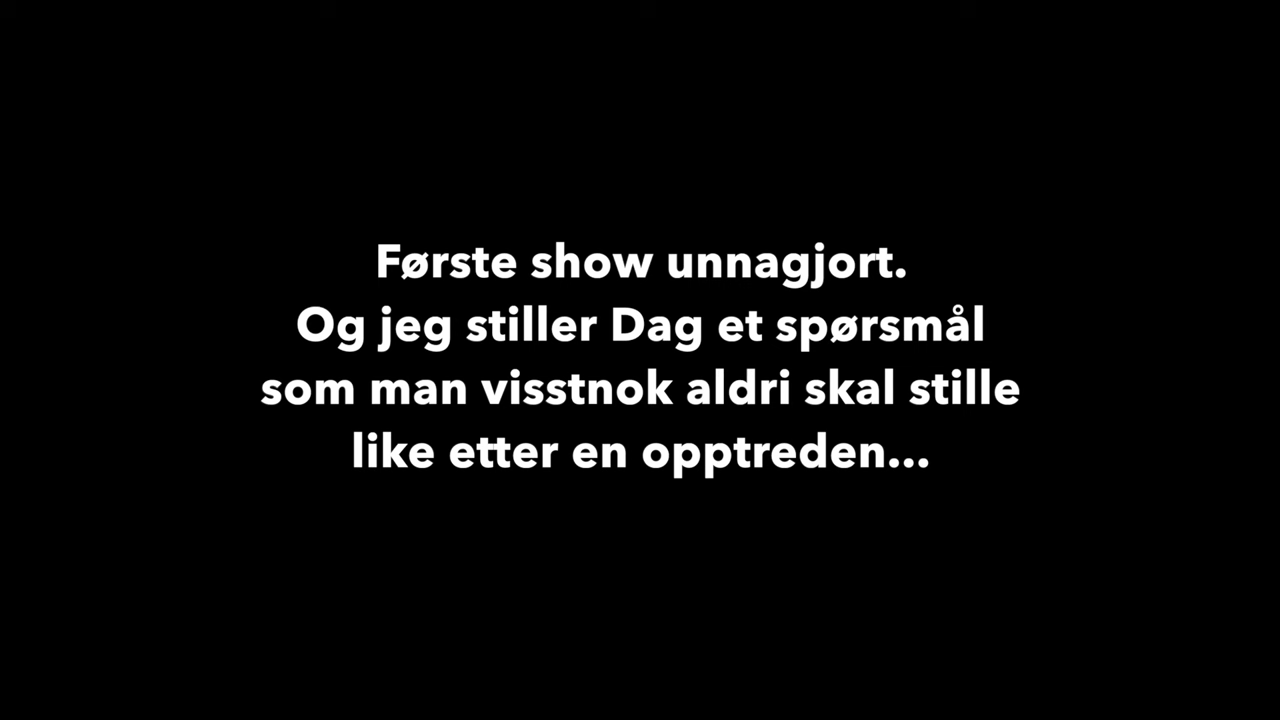 Første show unnagjort.
Og jeg stiller Dag et spørsmål
som man visstnok aldri skal stille
like etter en opptreden...